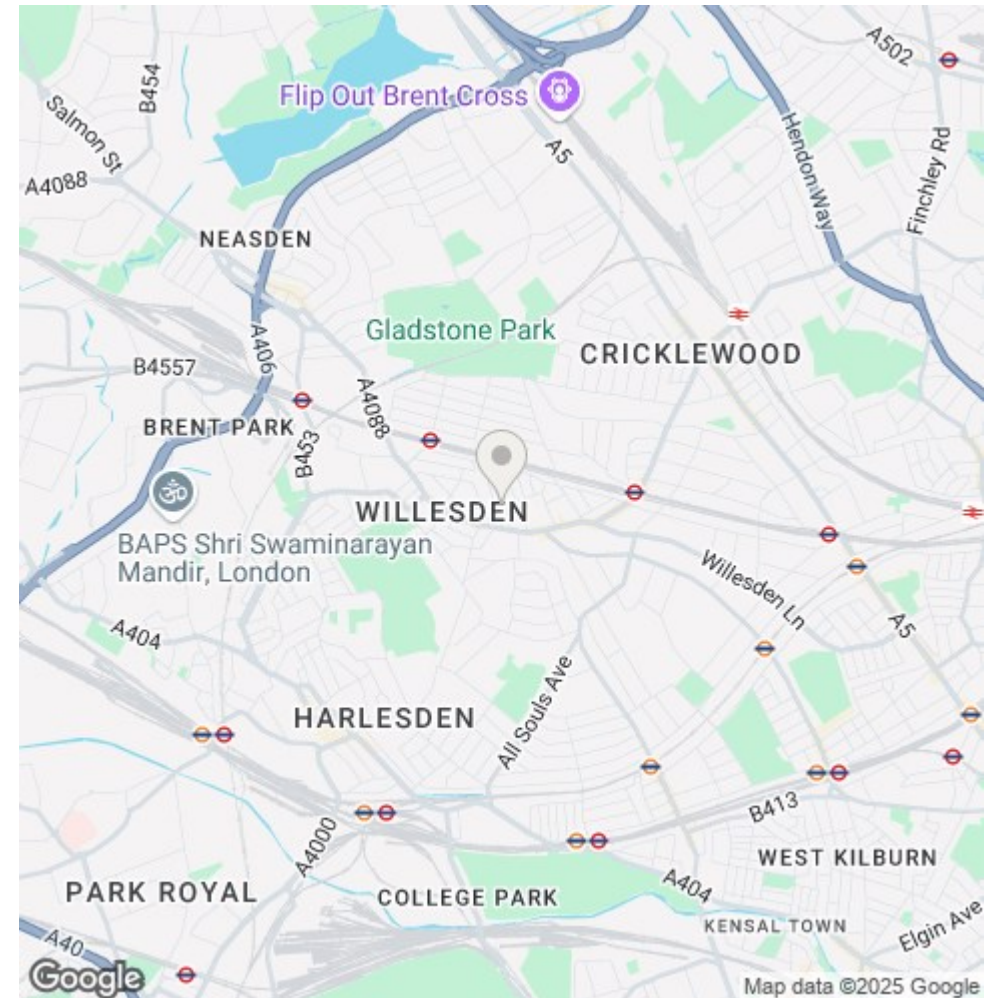 A502
B454
Flip Out Brent Cross
Salmon St
A5
Hendon Way
Finchley Rd
A4088
NEASDEN
Gladstone Park
A406
CRICKLEWOOD
B4557
A4088
BRENT PARK
B453
WILLESDEN
BAPS Shri Swaminarayan
Mandir, London
Willesden Ln
A5
A404
All Souls Ave
HARLESDEN
B413
A4000
WEST KILBURN
PARK ROYAL
COLLEGE PARK
A404
KENSAL TOWN
Elgin Ave
A40
Google
Map data ©2025 Google